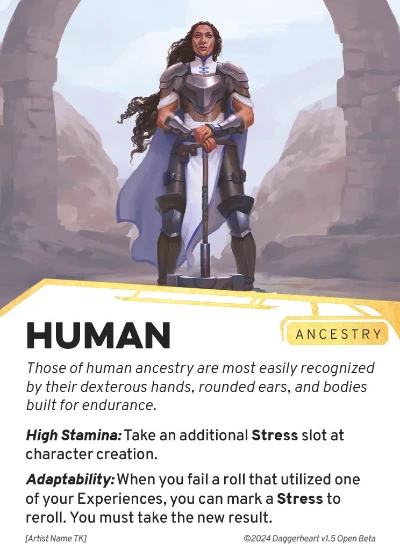 HUMAN
ANCESTRY
Those of human ancestry are most easily recognized
by their dexterous hands, rounded ears, and bodies
built for endurance.
High Stamina: Take an additional Stress slot at
character creation.
Adaptability: When you fail a roll that utilized one
of your Experiences, you can mark a Stress to
reroll. You must take the new result.
[Artist Name TK]
©2024 Daggerheart v1.5 Open Beta